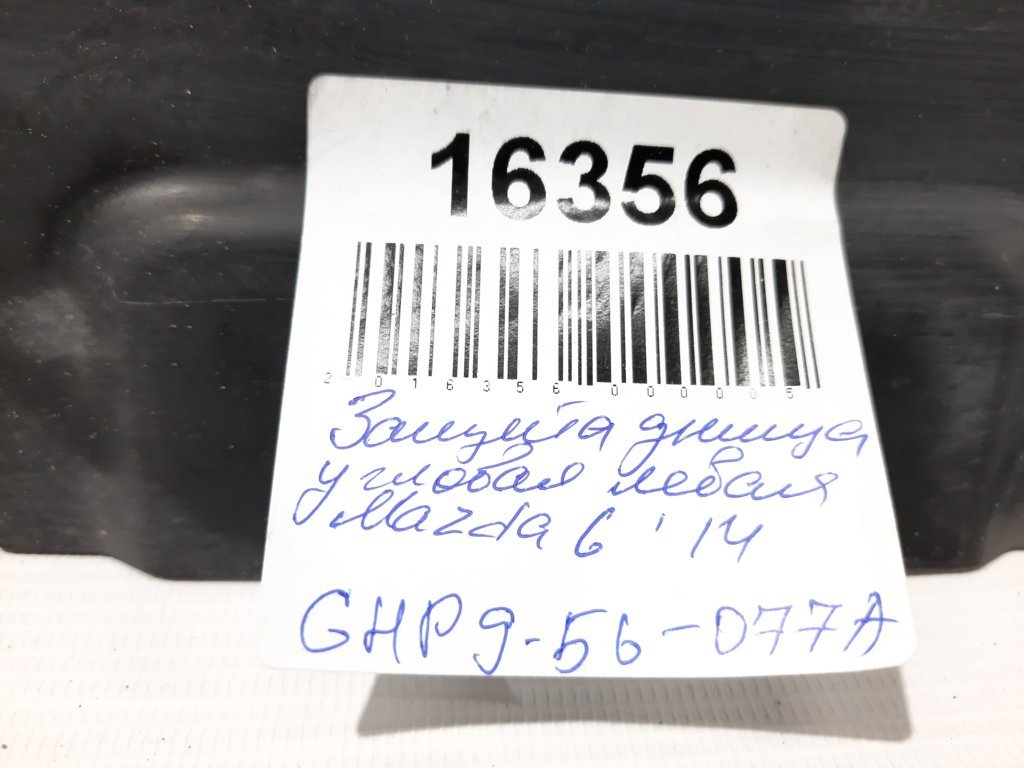 16356
2016356000005
Защита днища
угловая левая
Mazda 6 '14
GHP9-56-077A